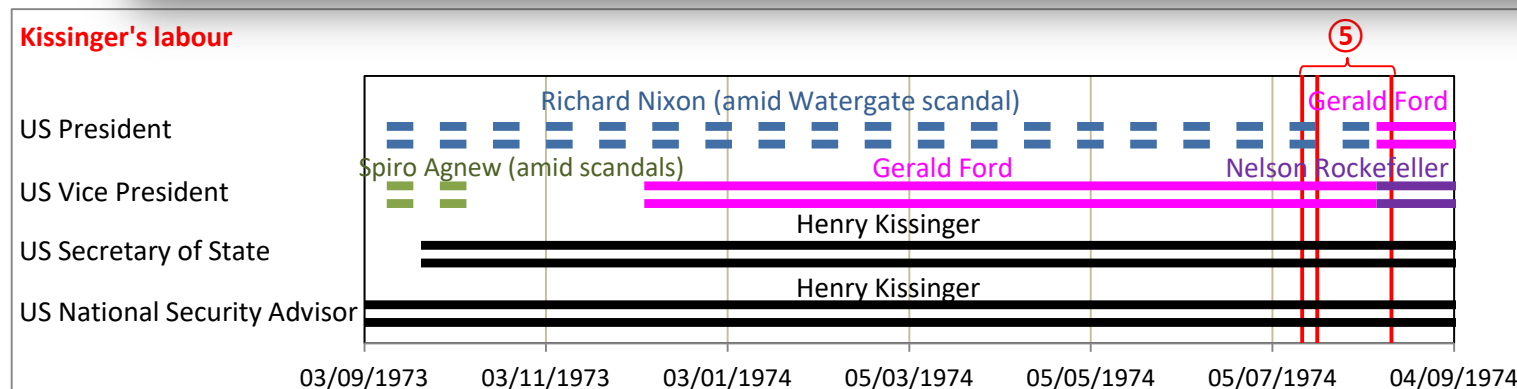 Kissinger's labour
⑤
Richard Nixon (amid Watergate scandal)
Gerald Ford
US President
Spiro Agnew (amid scandals)
Gerald Ford
Nelson Rockefeller
US Vice President
Henry Kissinger
US Secretary of State
Henry Kissinger
US National Security Advisor
03/09/1973 03/11/1973 03/01/1974 05/03/1974 05/05/1974 05/07/1974 04/09/1974